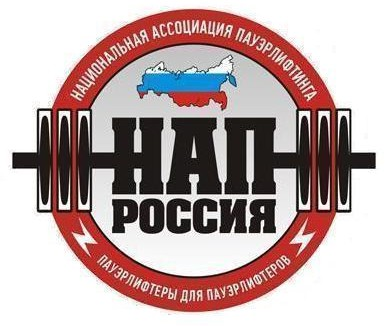 НАЦИОНАЛЬНАЯ АССОЦИАЦИЯ ПАУЭРЛИФТИНГА
НАП
РОССИЯ
ПАУЭРЛИФТЕРЫ ДЛЯ ПАУЭРЛИФТЕРОВ